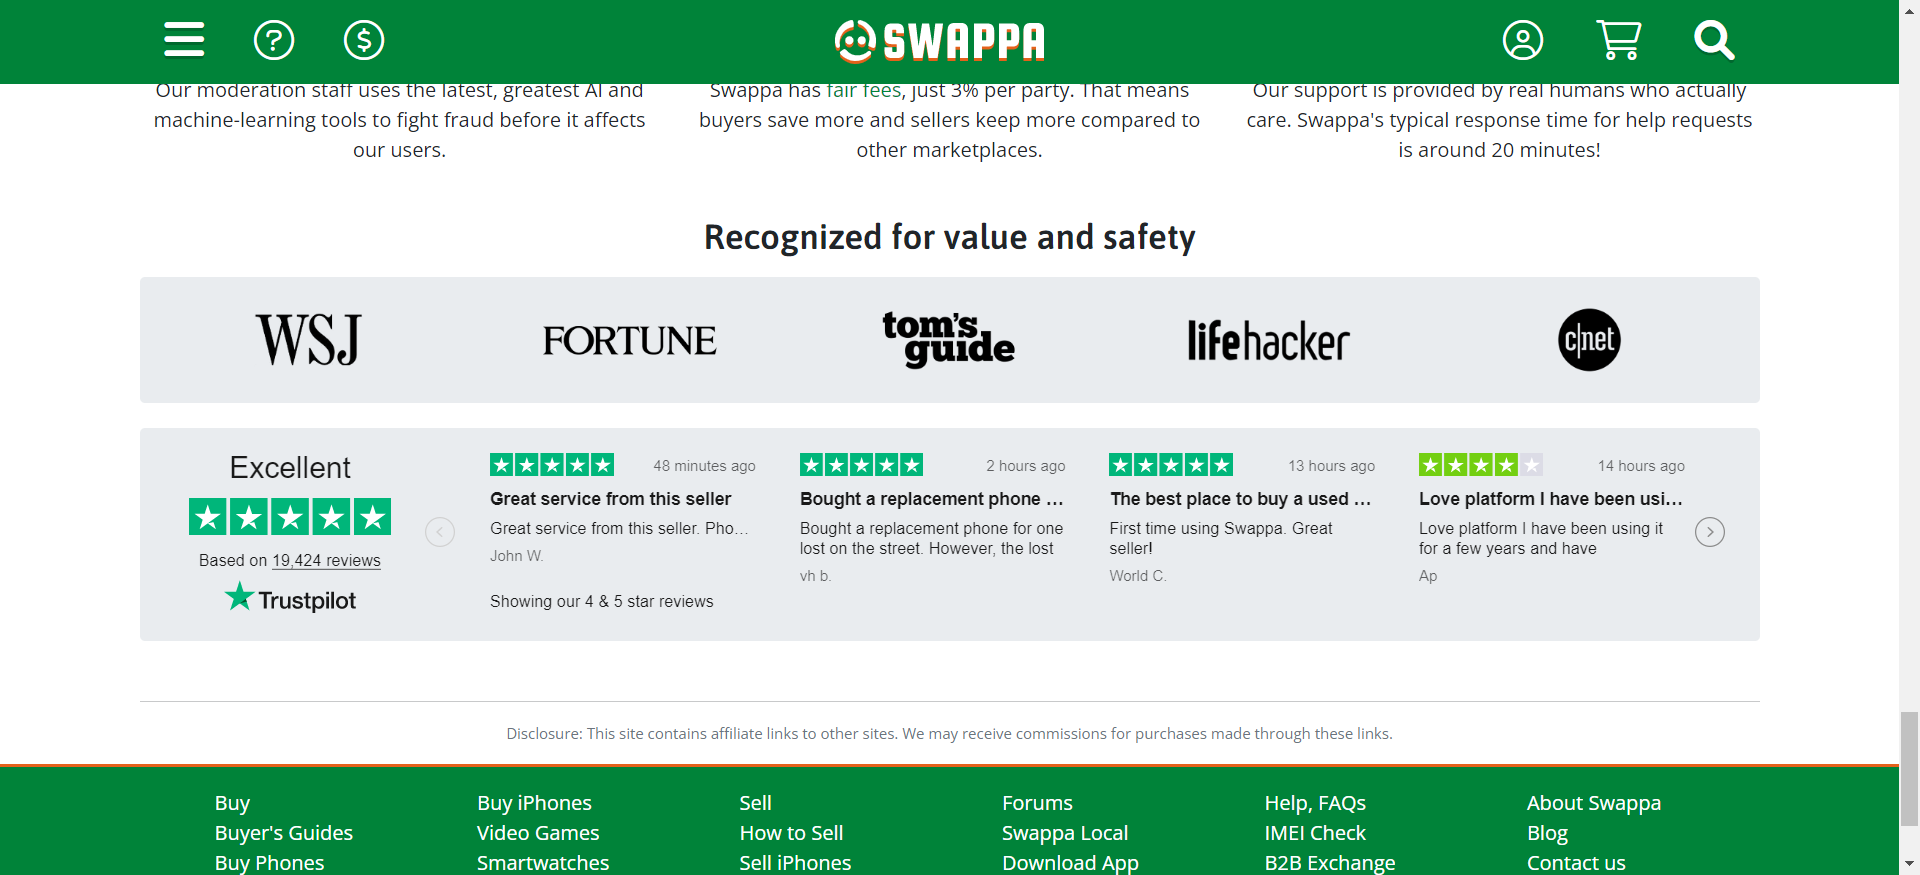 SWAPPA
Our moderation staff uses the latest, greatest AI and
machine-learning tools to fight fraud before it affects
our users.
Swappa has fair fees, just 3% per party. That means
buyers save more and sellers keep more compared to
other marketplaces.
Our support is provided by real humans who actually
care. Swappa's typical response time for help requests
is around 20 minutes!
Recognized for value and safety
WSJ
FORTUNE
tom's
guide
lifehacker
c|net
Excellent
Based on 19,424 reviews
Trustpilot
48 minutes ago
Great service from this seller
Great service from this seller. Pho...
John W.
2 hours ago
Bought a replacement phone ...
Bought a replacement phone for one
lost on the street. However, the lost
vh b.
13 hours ago
The best place to buy a used ...
First time using Swappa. Great
seller!
World C.
14 hours ago
Love platform I have been usi...
Love platform I have been using it
for a few years and have
Ap
Showing our 4 & 5 star reviews
Disclosure: This site contains affiliate links to other sites. We may receive commissions for purchases made through these links.
Buy
Buyer's Guides
Buy Phones
Buy iPhones
Video Games
Smartwatches
Sell
How to Sell
Sell iPhones
Forums
Swappa Local
Download App
Help, FAQs
IMEI Check
B2B Exchange
About Swappa
Blog
Contact us